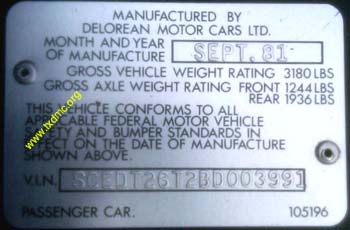 MANUFACTURED BY
DELOREAN MOTOR CARS LTD.
MONTH AND YEAR
OF MANUFACTURE SEPT. 81
GROSS VEHICLE WEIGHT RATING 3180 LBS
GROSS AXLE WEIGHT RATING FRONT 1244 LBS
REAR 1936 LBS
THIS VEHICLE CONFORMS TO ALL
APPLICABLE FEDERAL MOTOR VEHICLE
SAFETY AND BUMPER STANDARDS IN
EFFECT ON THE DATE OF MANUFACTURE
SHOWN ABOVE.
V.I.N. SCEDT26T2BD003991
PASSENGER CAR. 105196
www.txdmc.org